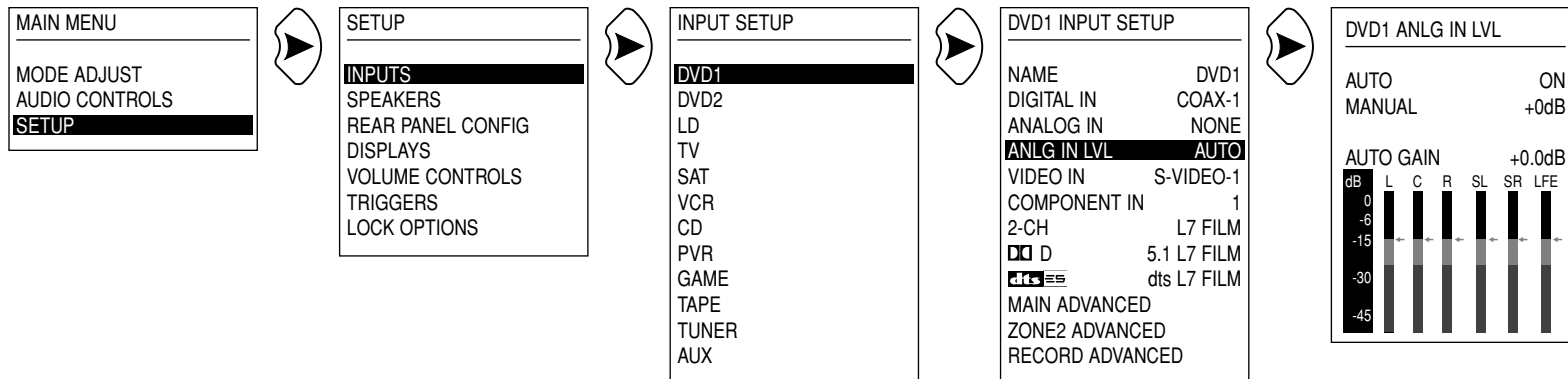 MAIN MENU
MODE ADJUST
AUDIO CONTROLS
SETUP
SETUP
INPUTS
SPEAKERS
REAR PANEL CONFIG
DISPLAYS
VOLUME CONTROLS
TRIGGERS
LOCK OPTIONS
INPUT SETUP
DVD1
DVD2
LD
TV
SAT
VCR
CD
PVR
GAME
TAPE
TUNER
AUX
DVD1 INPUT SETUP
NAME DVD1
DIGITAL IN COAX-1
ANALOG IN NONE
ANLG IN LVL AUTO
VIDEO IN S-VIDEO-1
COMPONENT IN 1
2-CH L7 FILM
D 5.1 L7 FILM
dts ES dts L7 FILM
MAIN ADVANCED
ZONE2 ADVANCED
RECORD ADVANCED
DVD1 ANLG IN LVL
AUTO ON
MANUAL +0dB
AUTO GAIN +0.0dB
dB L C R SL SR LFE
0
-6
-15
-30
-45